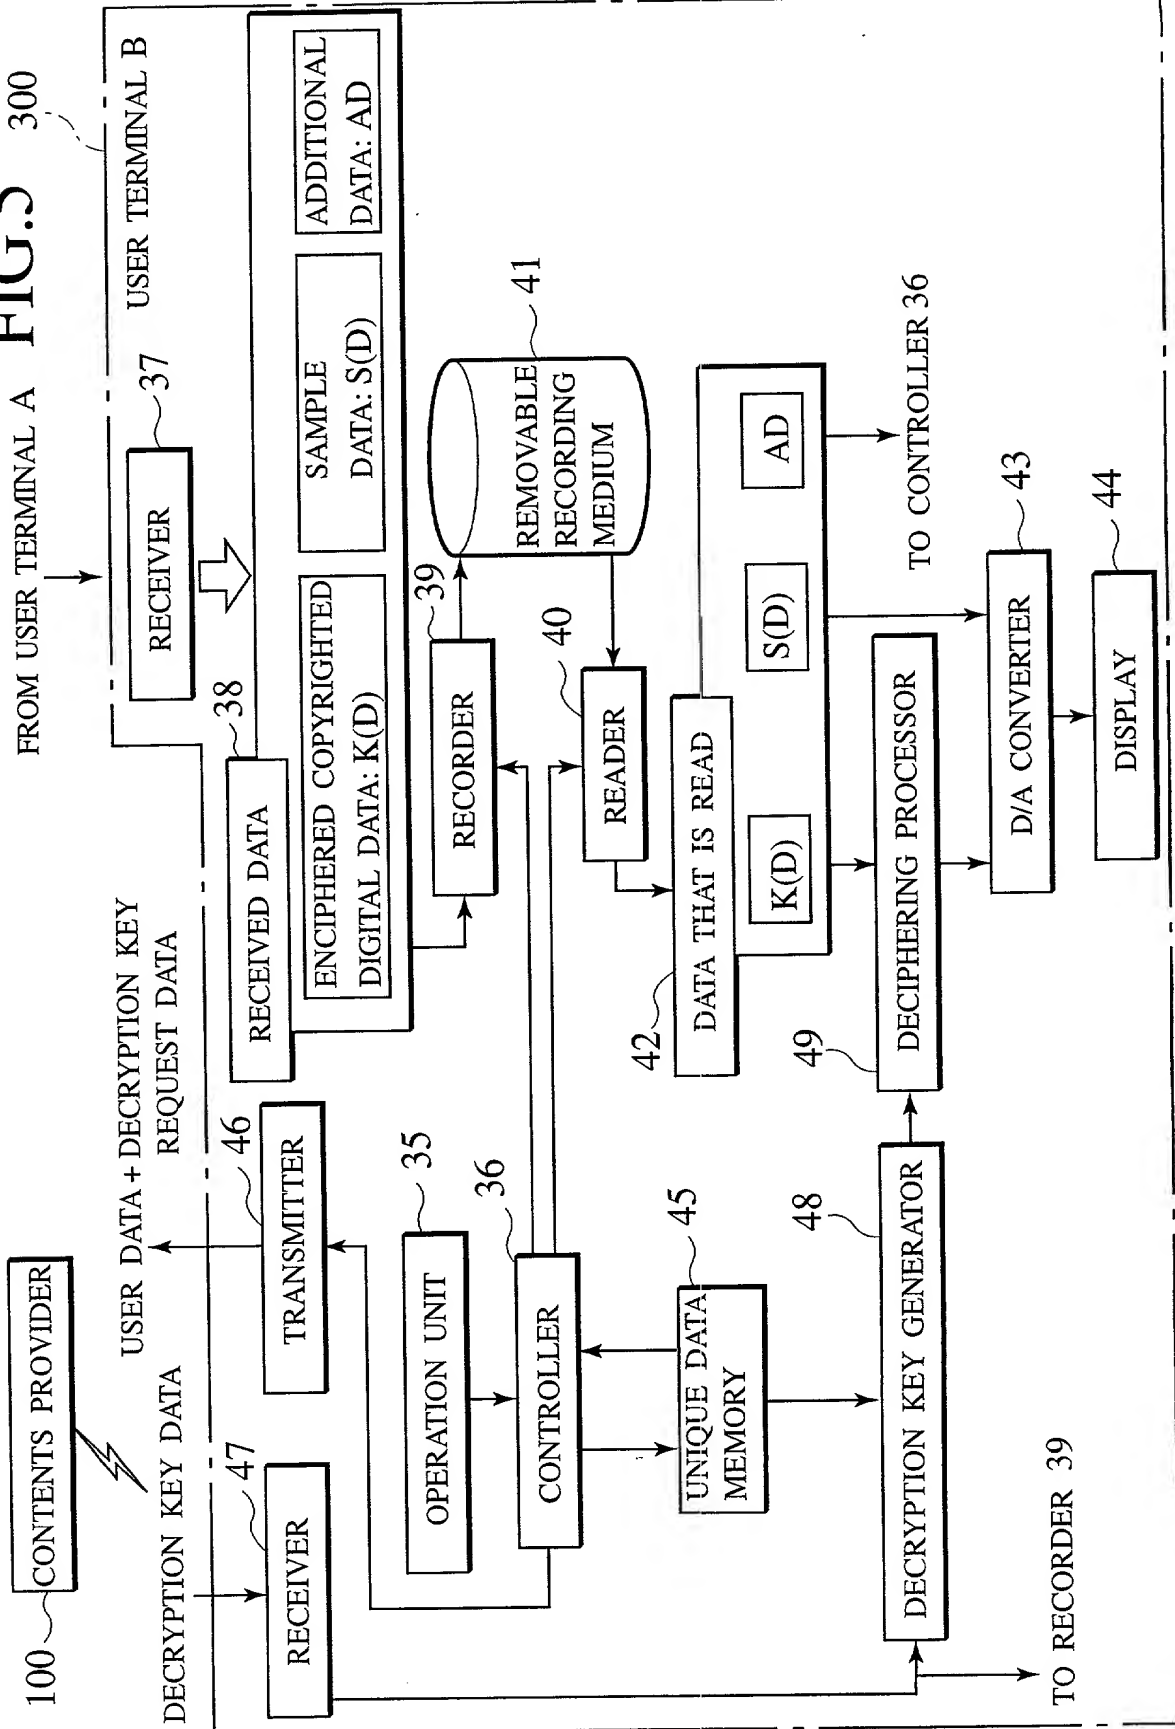 FIG.5
FROM USER TERMINAL A
300
USER TERMINAL B
100
CONTENTS PROVIDER
USER DATA + DECRYPTION KEY
REQUEST DATA
DECRYPTION KEY DATA
37
RECEIVER
38
RECEIVED DATA
ENCIPHERED COPYRIGHTED
DIGITAL DATA: K(D)
SAMPLE
DATA: S(D)
ADDITIONAL
DATA: AD
46
TRANSMITTER
47
RECEIVER
35
OPERATION UNIT
36
CONTROLLER
39
RECORDER
41
REMOVABLE
RECORDING
MEDIUM
40
READER
45
UNIQUE DATA
MEMORY
42
DATA THAT IS READ
K(D)
S(D)
AD
TO CONTROLLER 36
48
DECRYPTION KEY GENERATOR
49
DECIPHERING PROCESSOR
43
D/A CONVERTER
44
DISPLAY
TO RECORDER 39